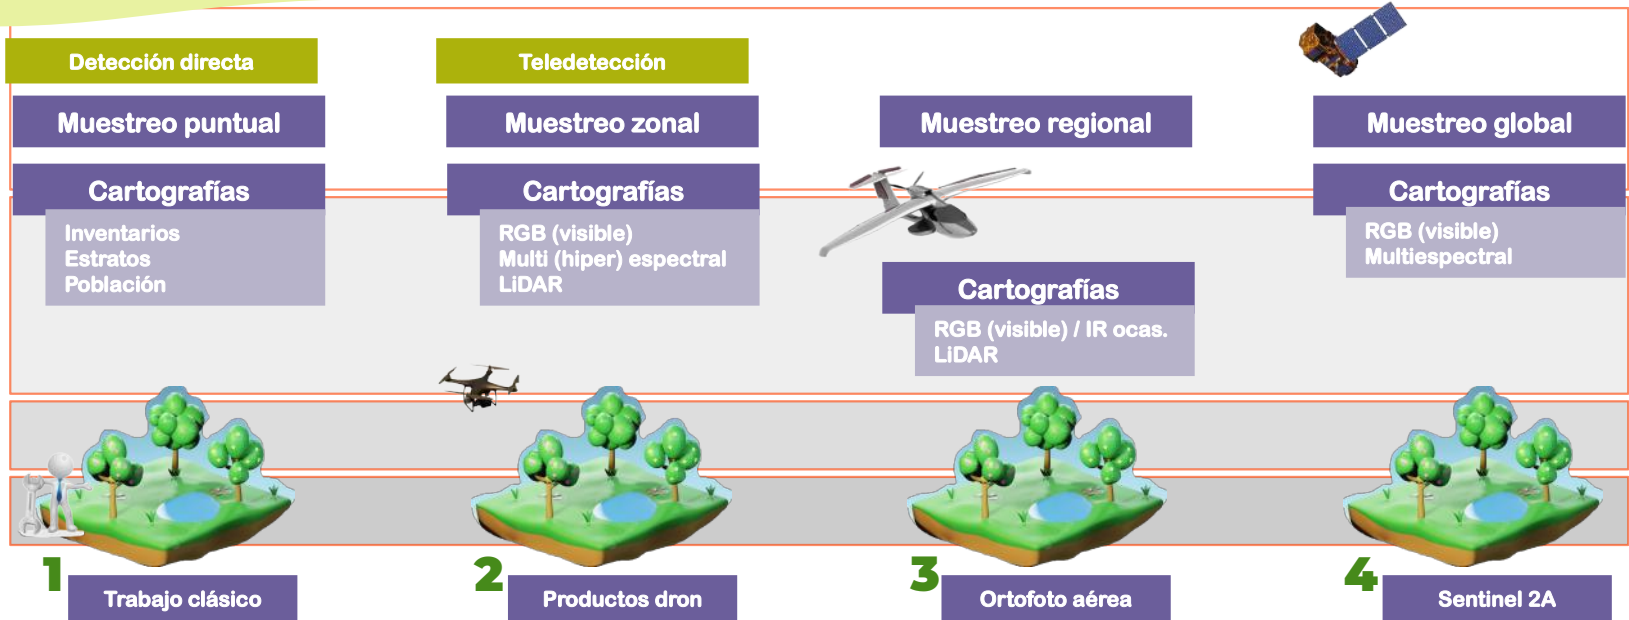 Detección directa
Teledetección
Muestreo puntual
Muestreo zonal
Muestreo regional
Muestreo global
Cartografías
Inventarios
Estratos
Población
Cartografías
RGB (visible)
Multi (hiper) espectral
LiDAR
Cartografías
RGB (visible) / IR ocas.
LiDAR
Cartografías
RGB (visible)
Multiespectral
1
Trabajo clásico
2
Productos dron
3
Ortofoto aérea
4
Sentinel 2A